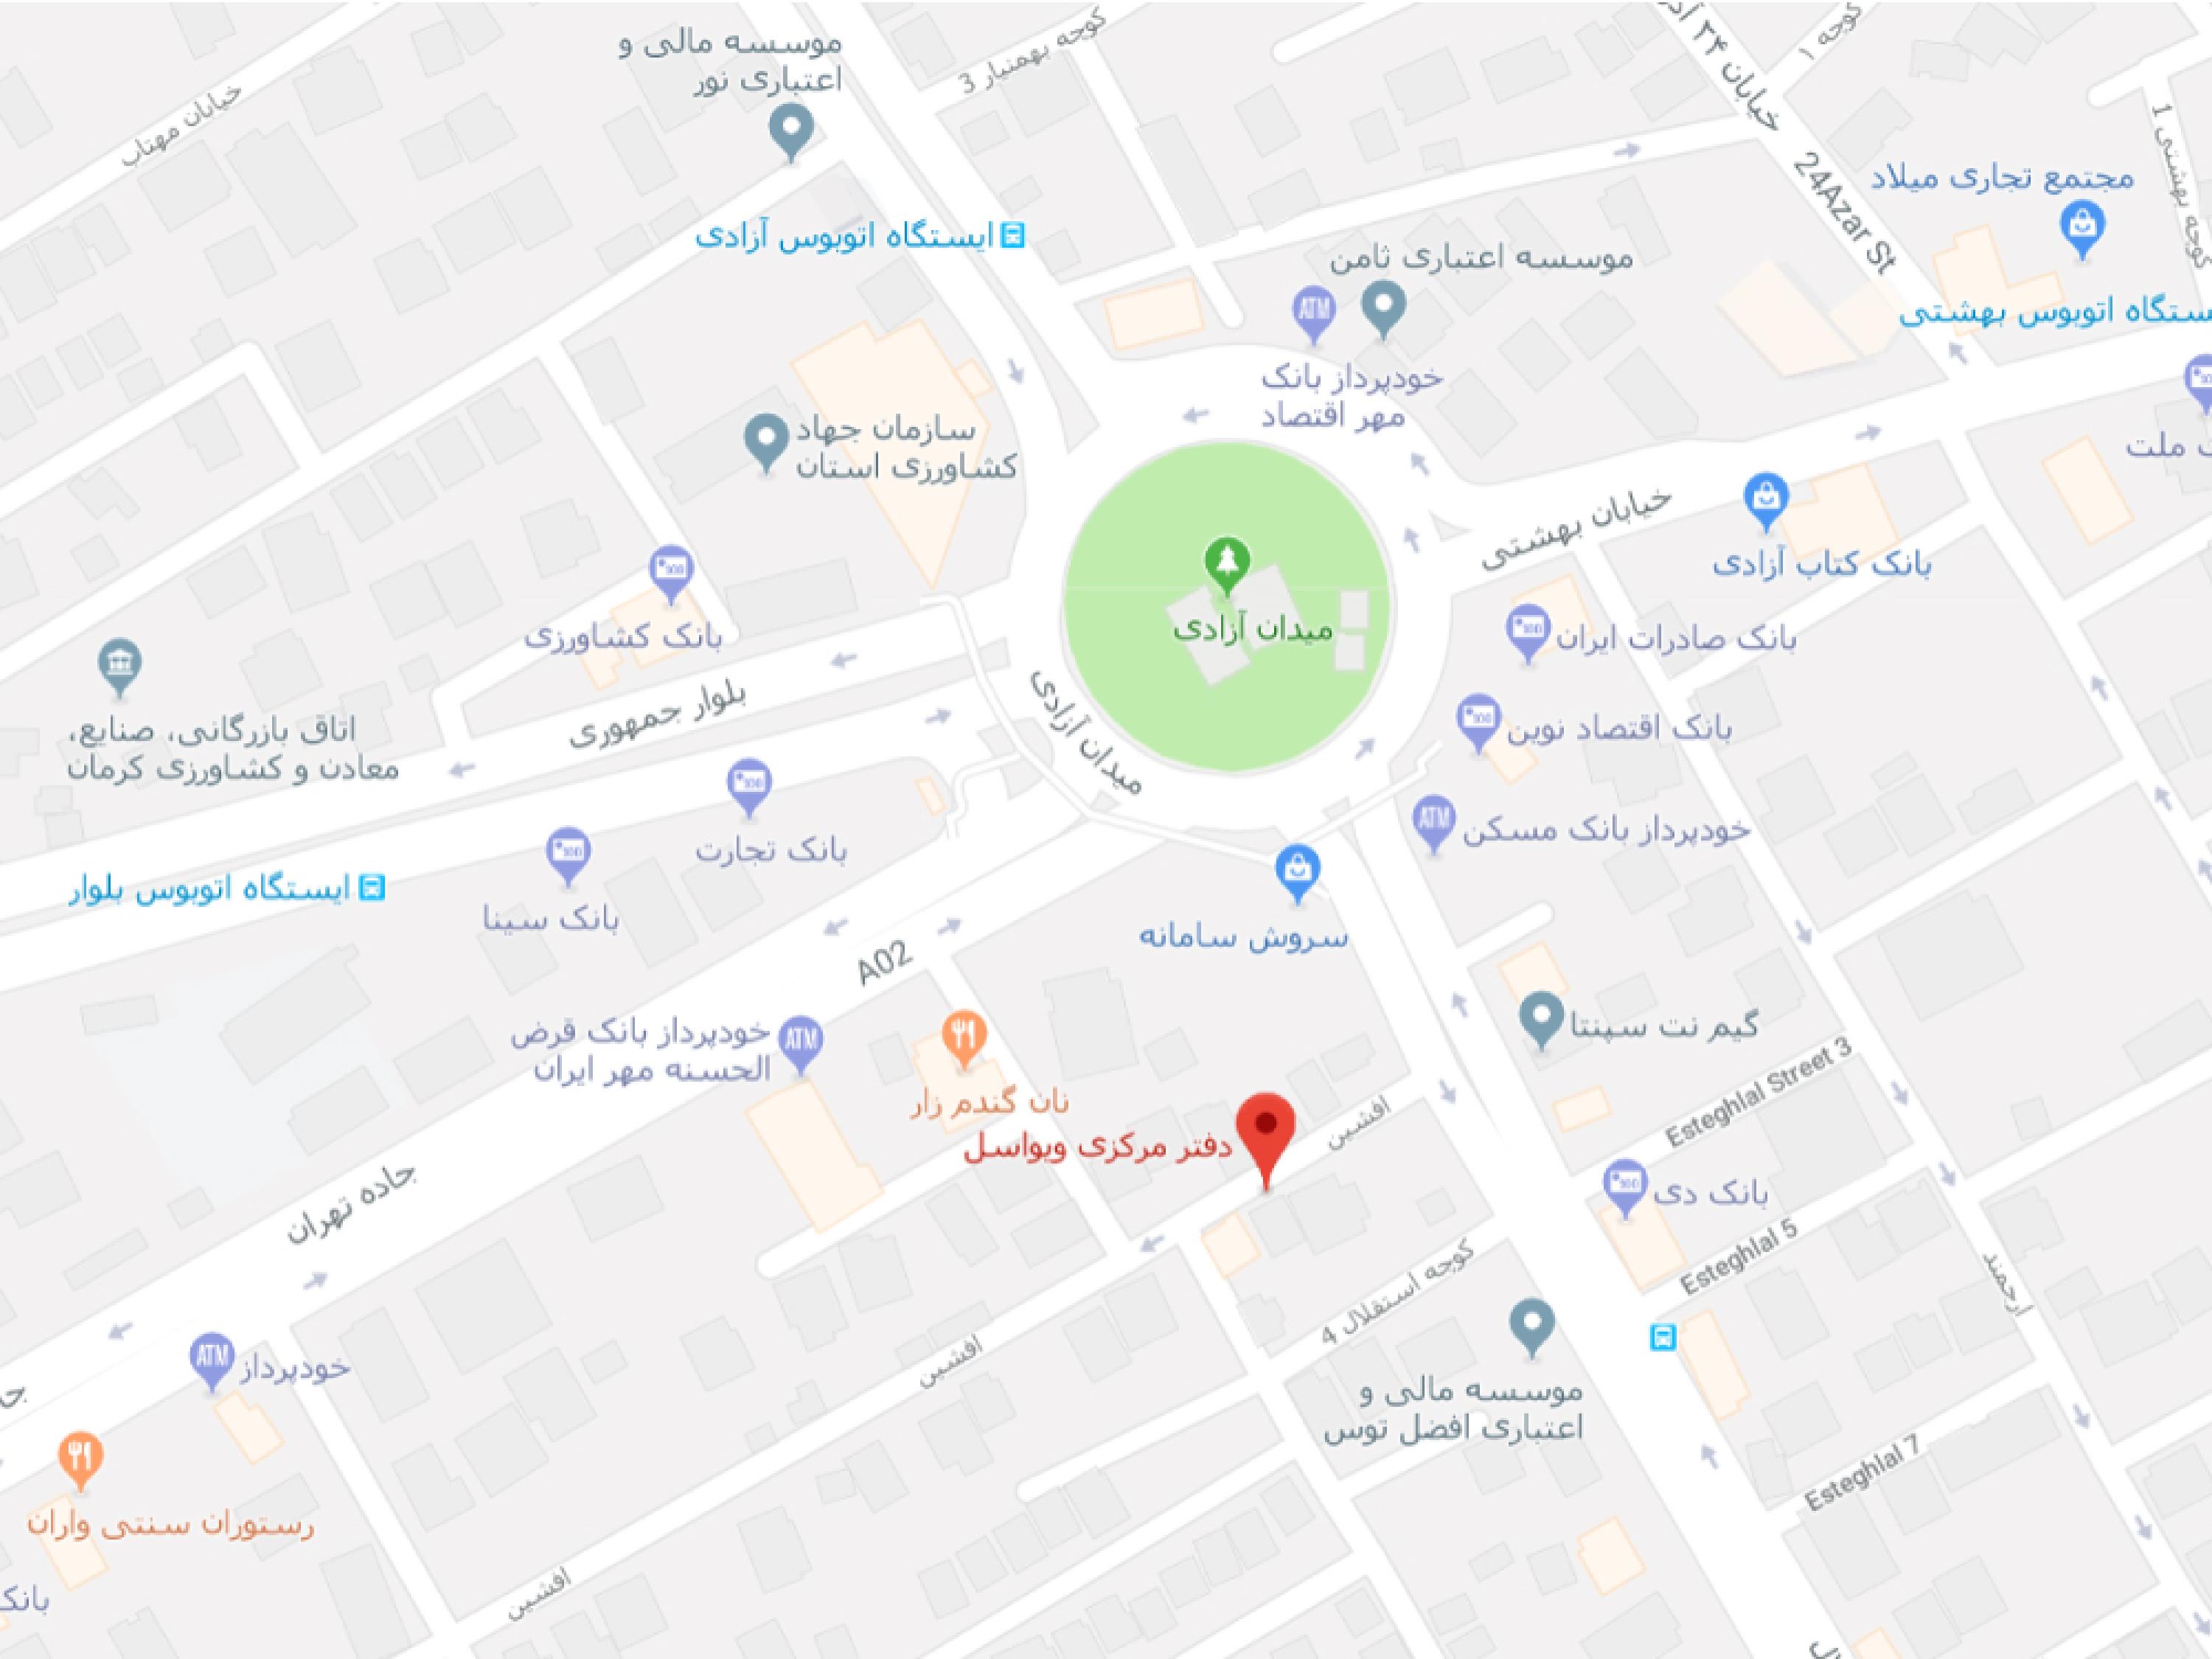 موسسه مالی و
اعتباری نور
کوچه بهمنیار 3
کوچه ۱
خیابان ۲۴
24Azar St
کوچه بهشتی 1
خیابان مهتاب
مجتمع تجاری میلاد
ایستگاه اتوبوس آزادی
موسسه اعتباری ثامن
اتوبوس بهشتی
ATM
خودپرداز بانک
مهر اقتصاد
سازمان جهاد
کشاورزی استان
ملت
خیابان بهشتی
بانک کتاب آزادی
بانک کشاورزی
میدان آزادی
بانک صادرات ایران
بلوار جمهوری
میدان آزادی
بانک اقتصاد نوین
اتاق بازرگانی، صنایع،
معادن و کشاورزی کرمان
بانک تجارت
ATM
خودپرداز بانک مسکن
ایستگاه اتوبوس بلوار
بانک سینا
سروش سامانه
A02
گیم نت سپنتا
ATM
خودپرداز بانک قرض
الحسنه مهر ایران
نان گندم زار
Esteghlal Street 3
افشین
دفتر مرکزی ویواسل
جاده تهران
بانک دی
Esteghlal 5
کوچه استقلال 4
ارجمند
ATM
خودپرداز
افشین
موسسه مالی و
اعتباری افضل توس
Esteghlal 7
رستوران سنتی واران
افشین
بانک